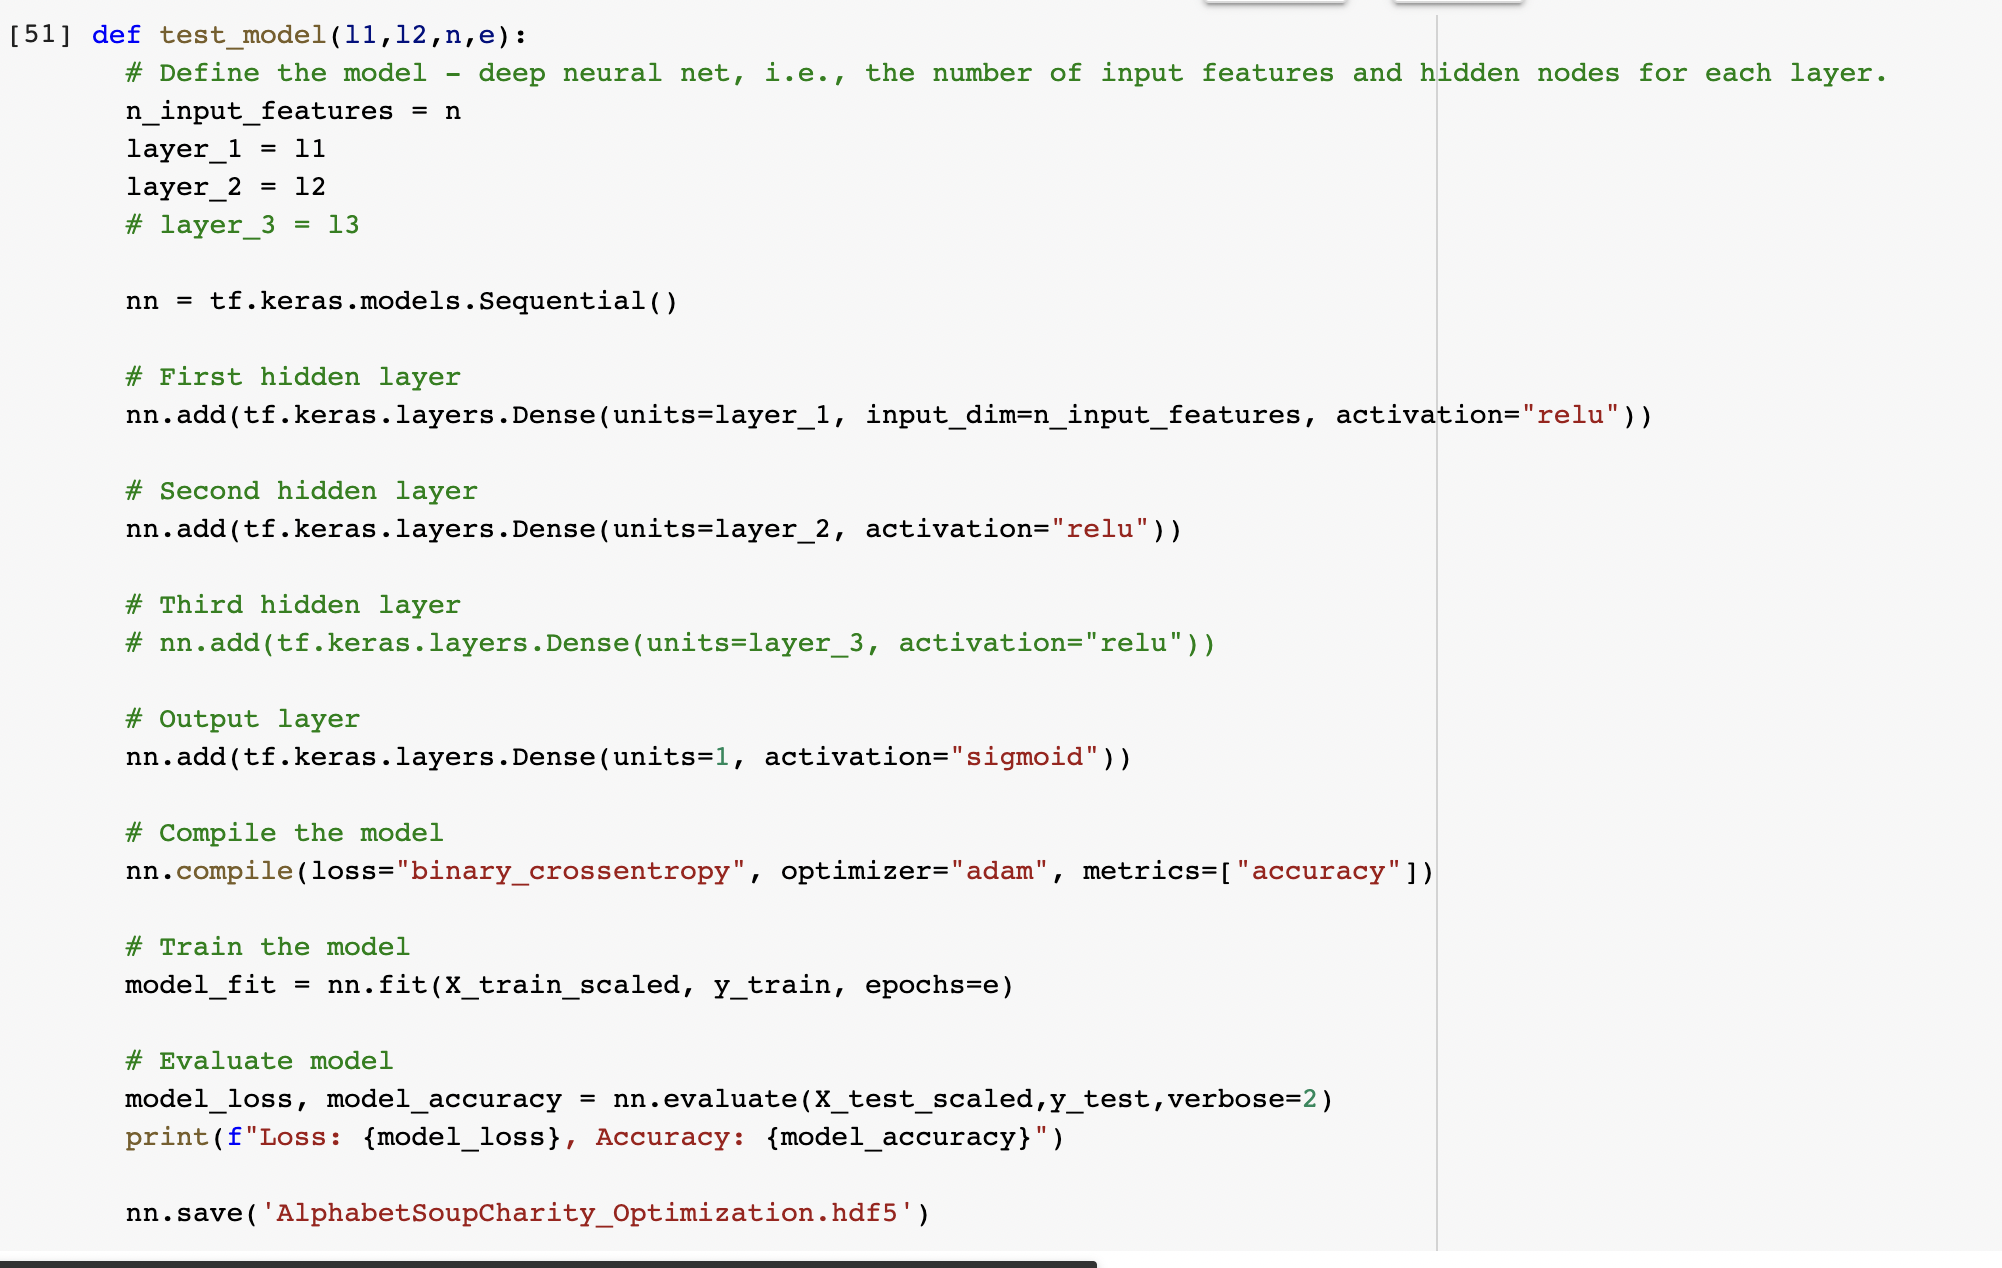 [51] def test_model(l1,l2,n,e):
# Define the model - deep neural net, i.e., the number of input features and hidden nodes for each layer.
n_input_features = n
layer_1 = l1
layer_2 = l2
# layer_3 = l3
nn = tf.keras.models.Sequential()
# First hidden layer
nn.add(tf.keras.layers.Dense(units=layer_1, input_dim=n_input_features, activation="relu"))
# Second hidden layer
nn.add(tf.keras.layers.Dense(units=layer_2, activation="relu"))
# Third hidden layer
# nn.add(tf.keras.layers.Dense(units=layer_3, activation="relu"))
# Output layer
nn.add(tf.keras.layers.Dense(units=1, activation="sigmoid"))
# Compile the model
nn.compile(loss="binary_crossentropy", optimizer="adam", metrics=["accuracy"])
# Train the model
model_fit = nn.fit(X_train_scaled, y_train, epochs=e)
# Evaluate model
model_loss, model_accuracy = nn.evaluate(X_test_scaled,y_test,verbose=2)
print(f"Loss: {model_loss}, Accuracy: {model_accuracy}")
nn.save('AlphabetSoupCharity_Optimization.hdf5')